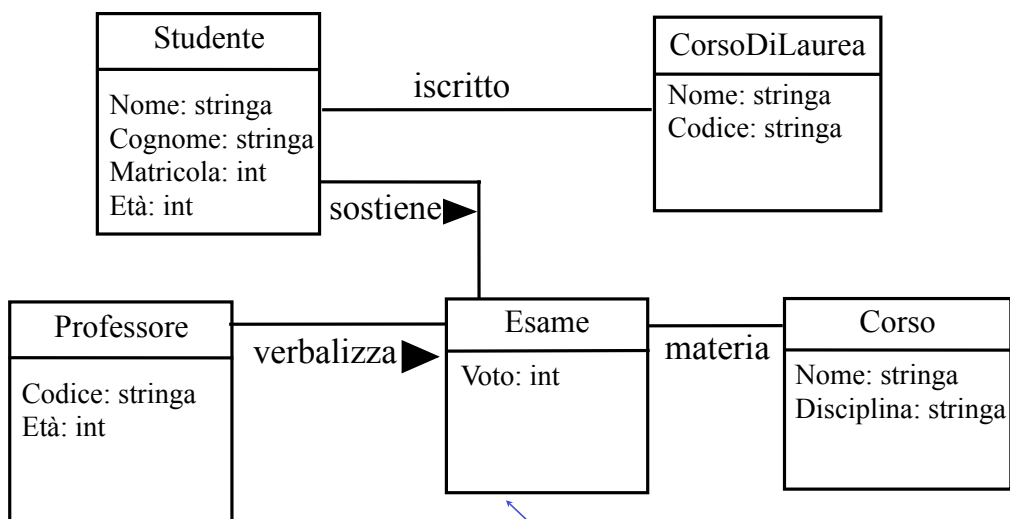 Studente
Nome: stringa
Cognome: stringa
Matricola: int
Età: int
iscritto
CorsoDiLaurea
Nome: stringa
Codice: stringa
sostiene
Professore
Codice: stringa
Età: int
verbalizza
Esame
Voto: int
materia
Corso
Nome: stringa
Disciplina: stringa